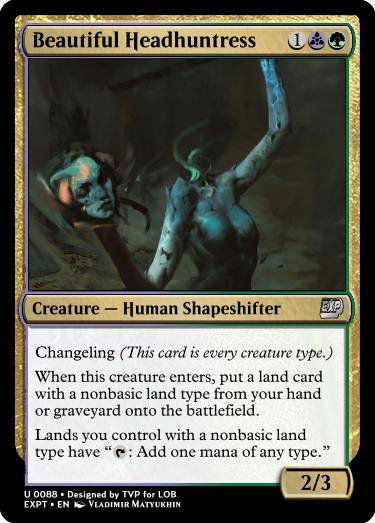 Beautiful Headhuntress 1
Creature — Human Shapeshifter EXP
Changeling (This card is every creature type.)
When this creature enters, put a land card
with a nonbasic land type from your hand
or graveyard onto the battlefield.
Lands you control with a nonbasic land
type have “: Add one mana of any type.”
2/3
U 0088 • Designed by TVP for LOB
EXPT • EN Vladimir Matyukhin